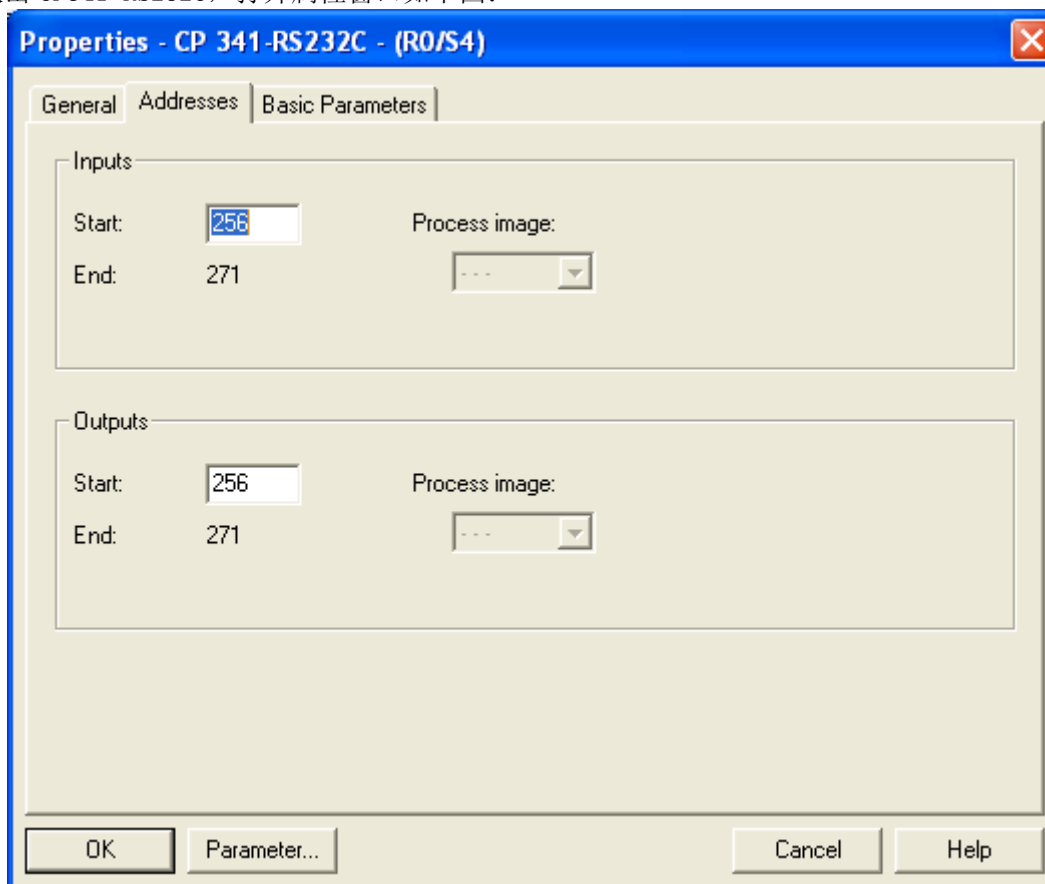 Properties - CP 341-RS232C - (R0/S4)
General Addresses Basic Parameters
Inputs
Start: 256 Process image:
End: 271 - - -
Outputs
Start: 256 Process image:
End: 271 - - -
OK Parameter... Cancel Help